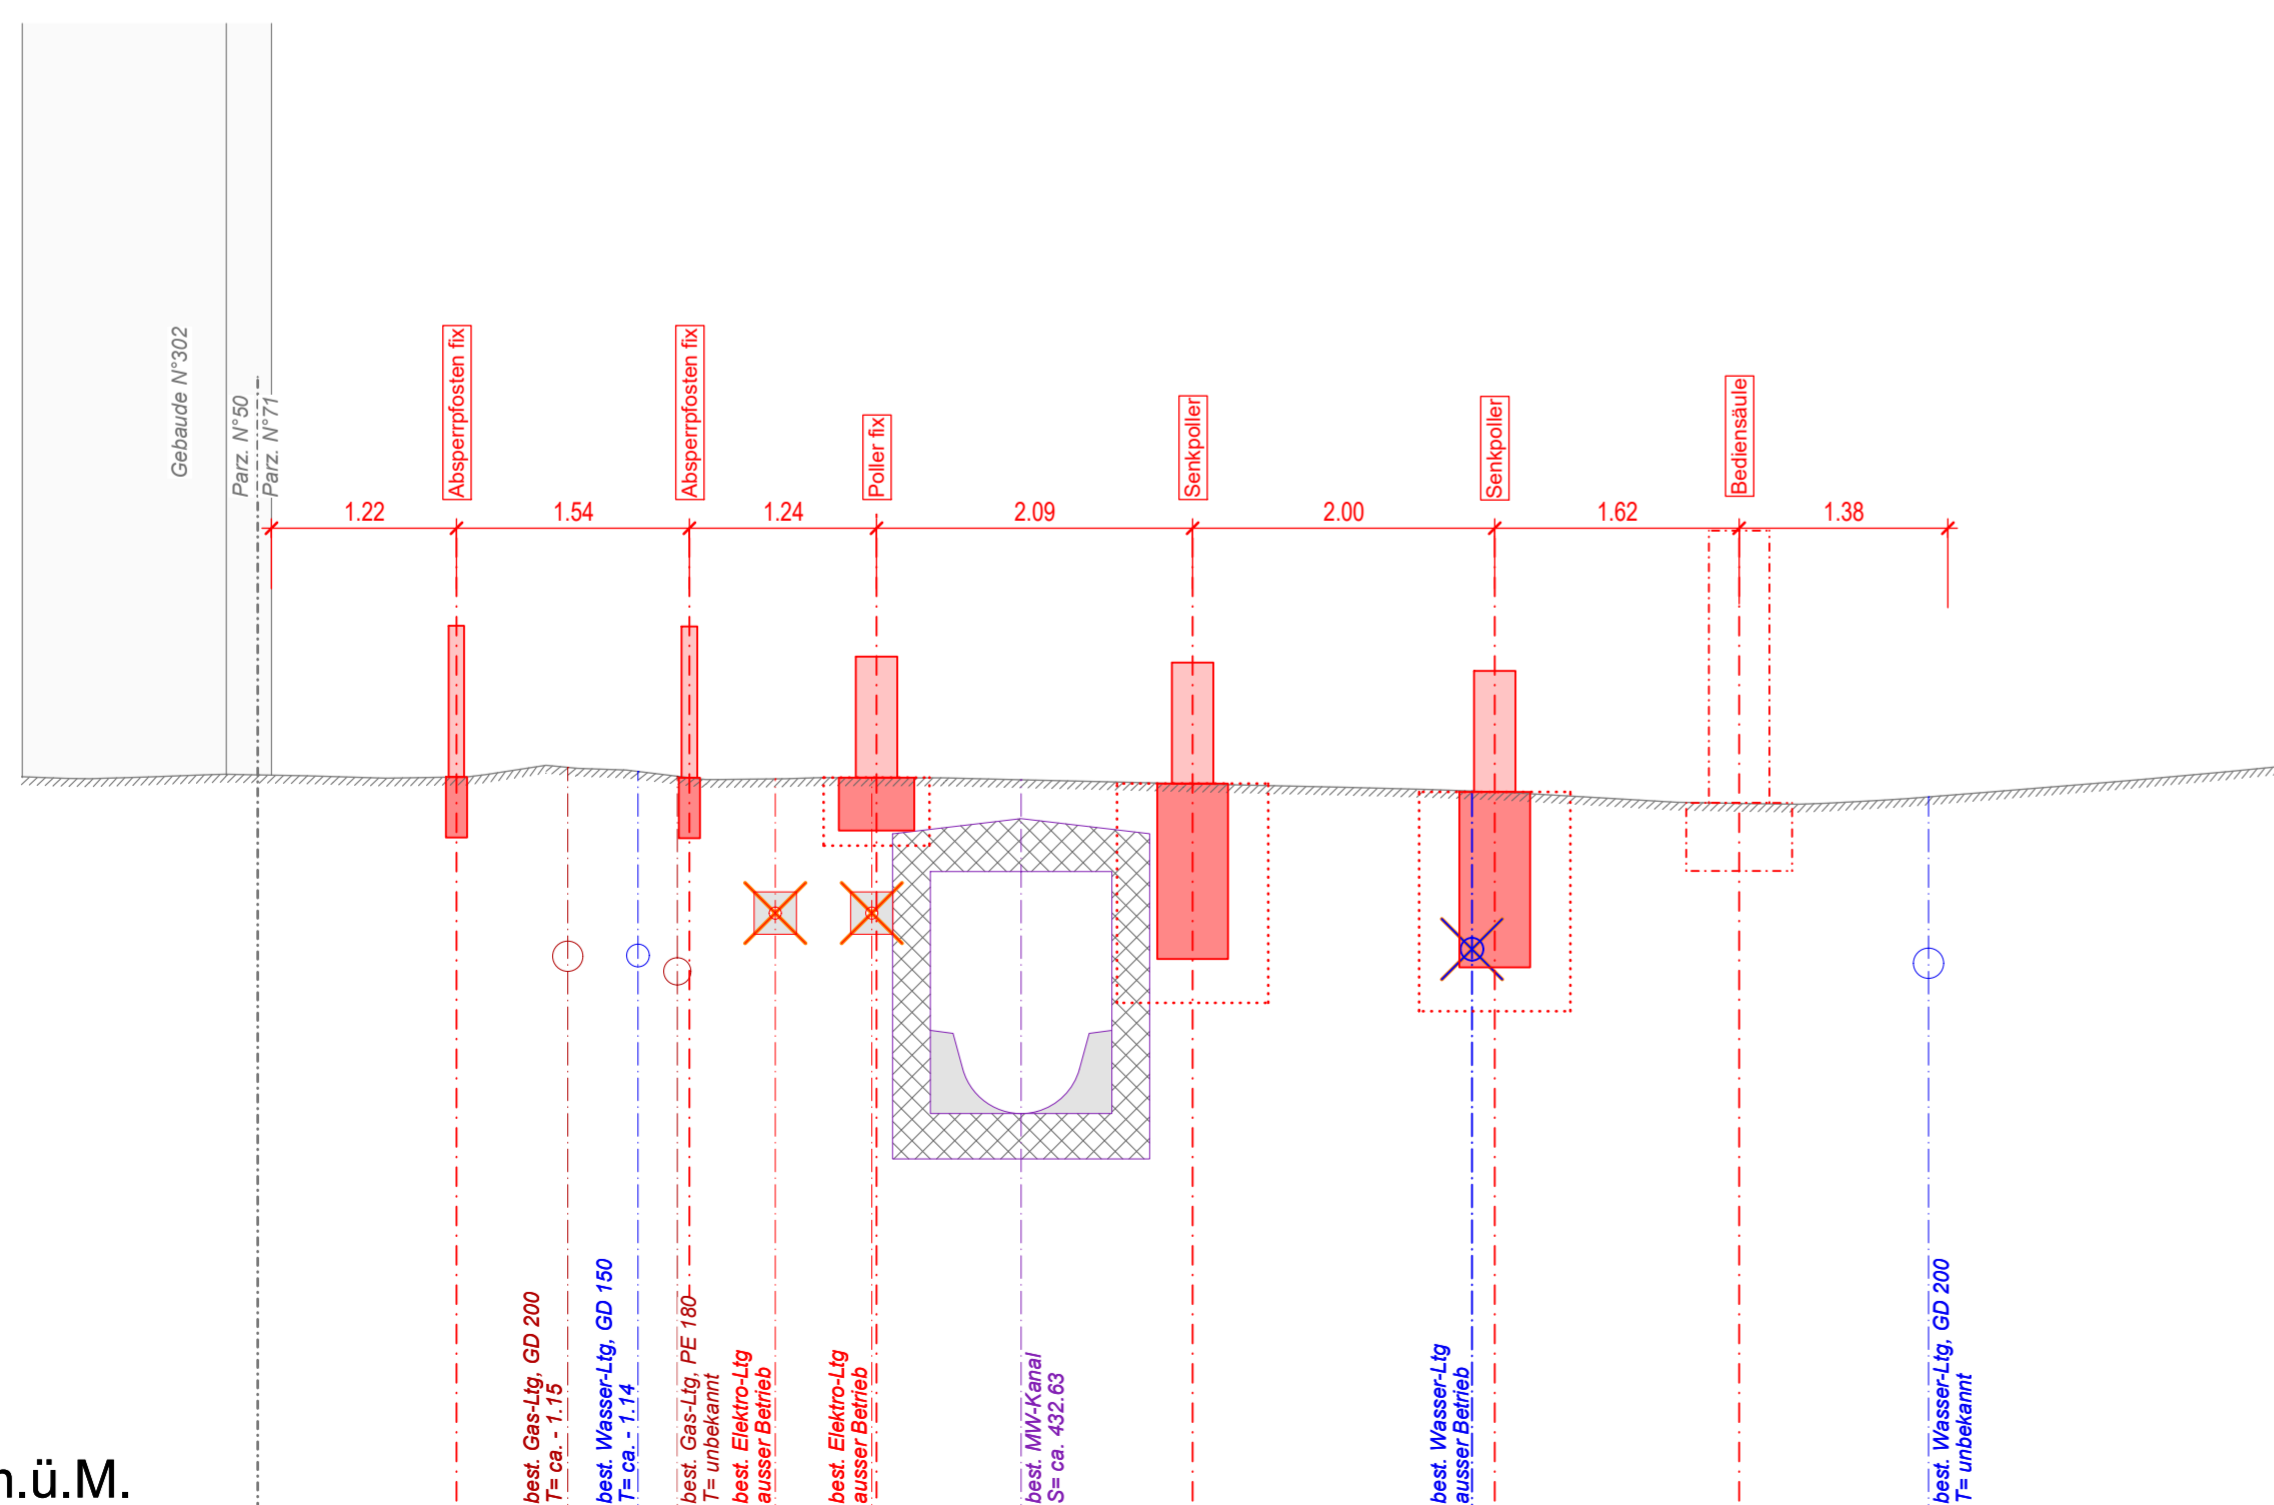 Gebaude N°302
Parz. N°50
Parz. N°71
Absperrpfosten fix
Absperrpfosten fix
Poller fix
Senkpoller
Senkpoller
Bediensäule
1.22
1.54
1.24
2.09
2.00
1.62
1.38
best. Gas-Ltg, GD 200
T= ca. - 1.15
best. Wasser-Ltg, GD 150
T= ca. - 1.14
best. Gas-Ltg, PE 180
T= unbekannt
best. Elektro-Ltg
ausser Betrieb
best. Elektro-Ltg
ausser Betrieb
best. MW-Kanal
S= ca. 432.63
best. Wasser-Ltg
ausser Betrieb
best. Wasser-Ltg, GD 200
T= unbekannt
.ü.M.